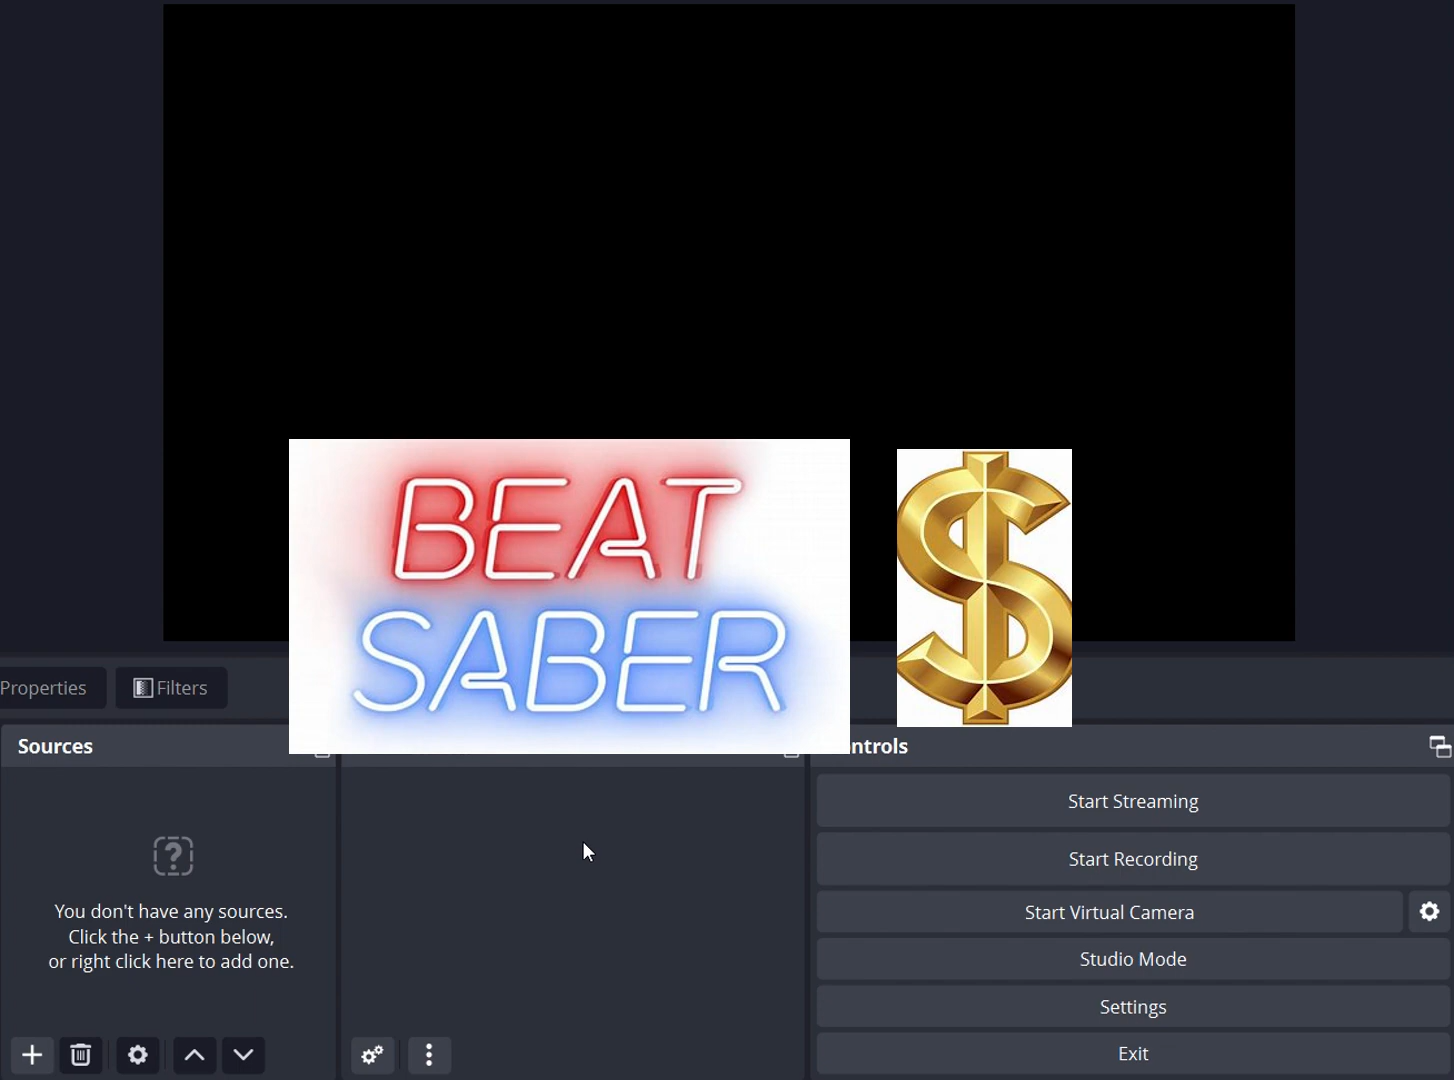 BEAT
SABER
$
Properties
Filters
Sources
ntrols
You don't have any sources.
Click the + button below,
or right click here to add one.
Start Streaming
Start Recording
Start Virtual Camera
Studio Mode
Settings
Exit